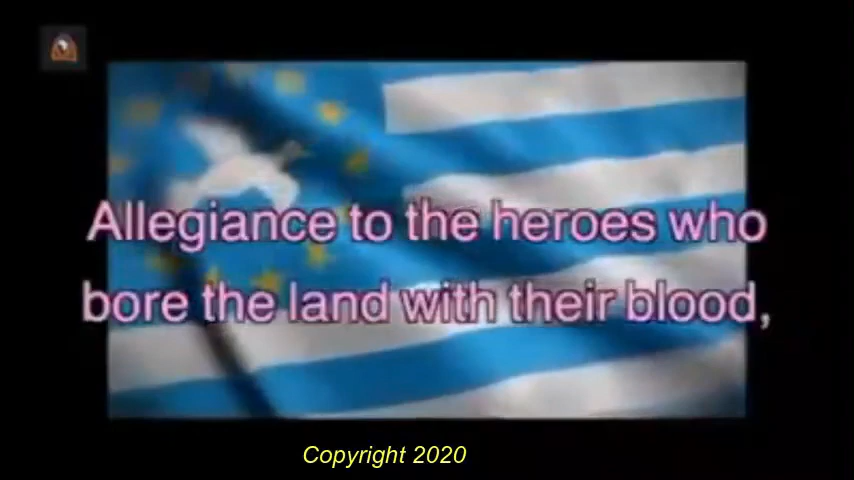 Allegiance to the heroes who
bore the land with their blood,
Copyright 2020